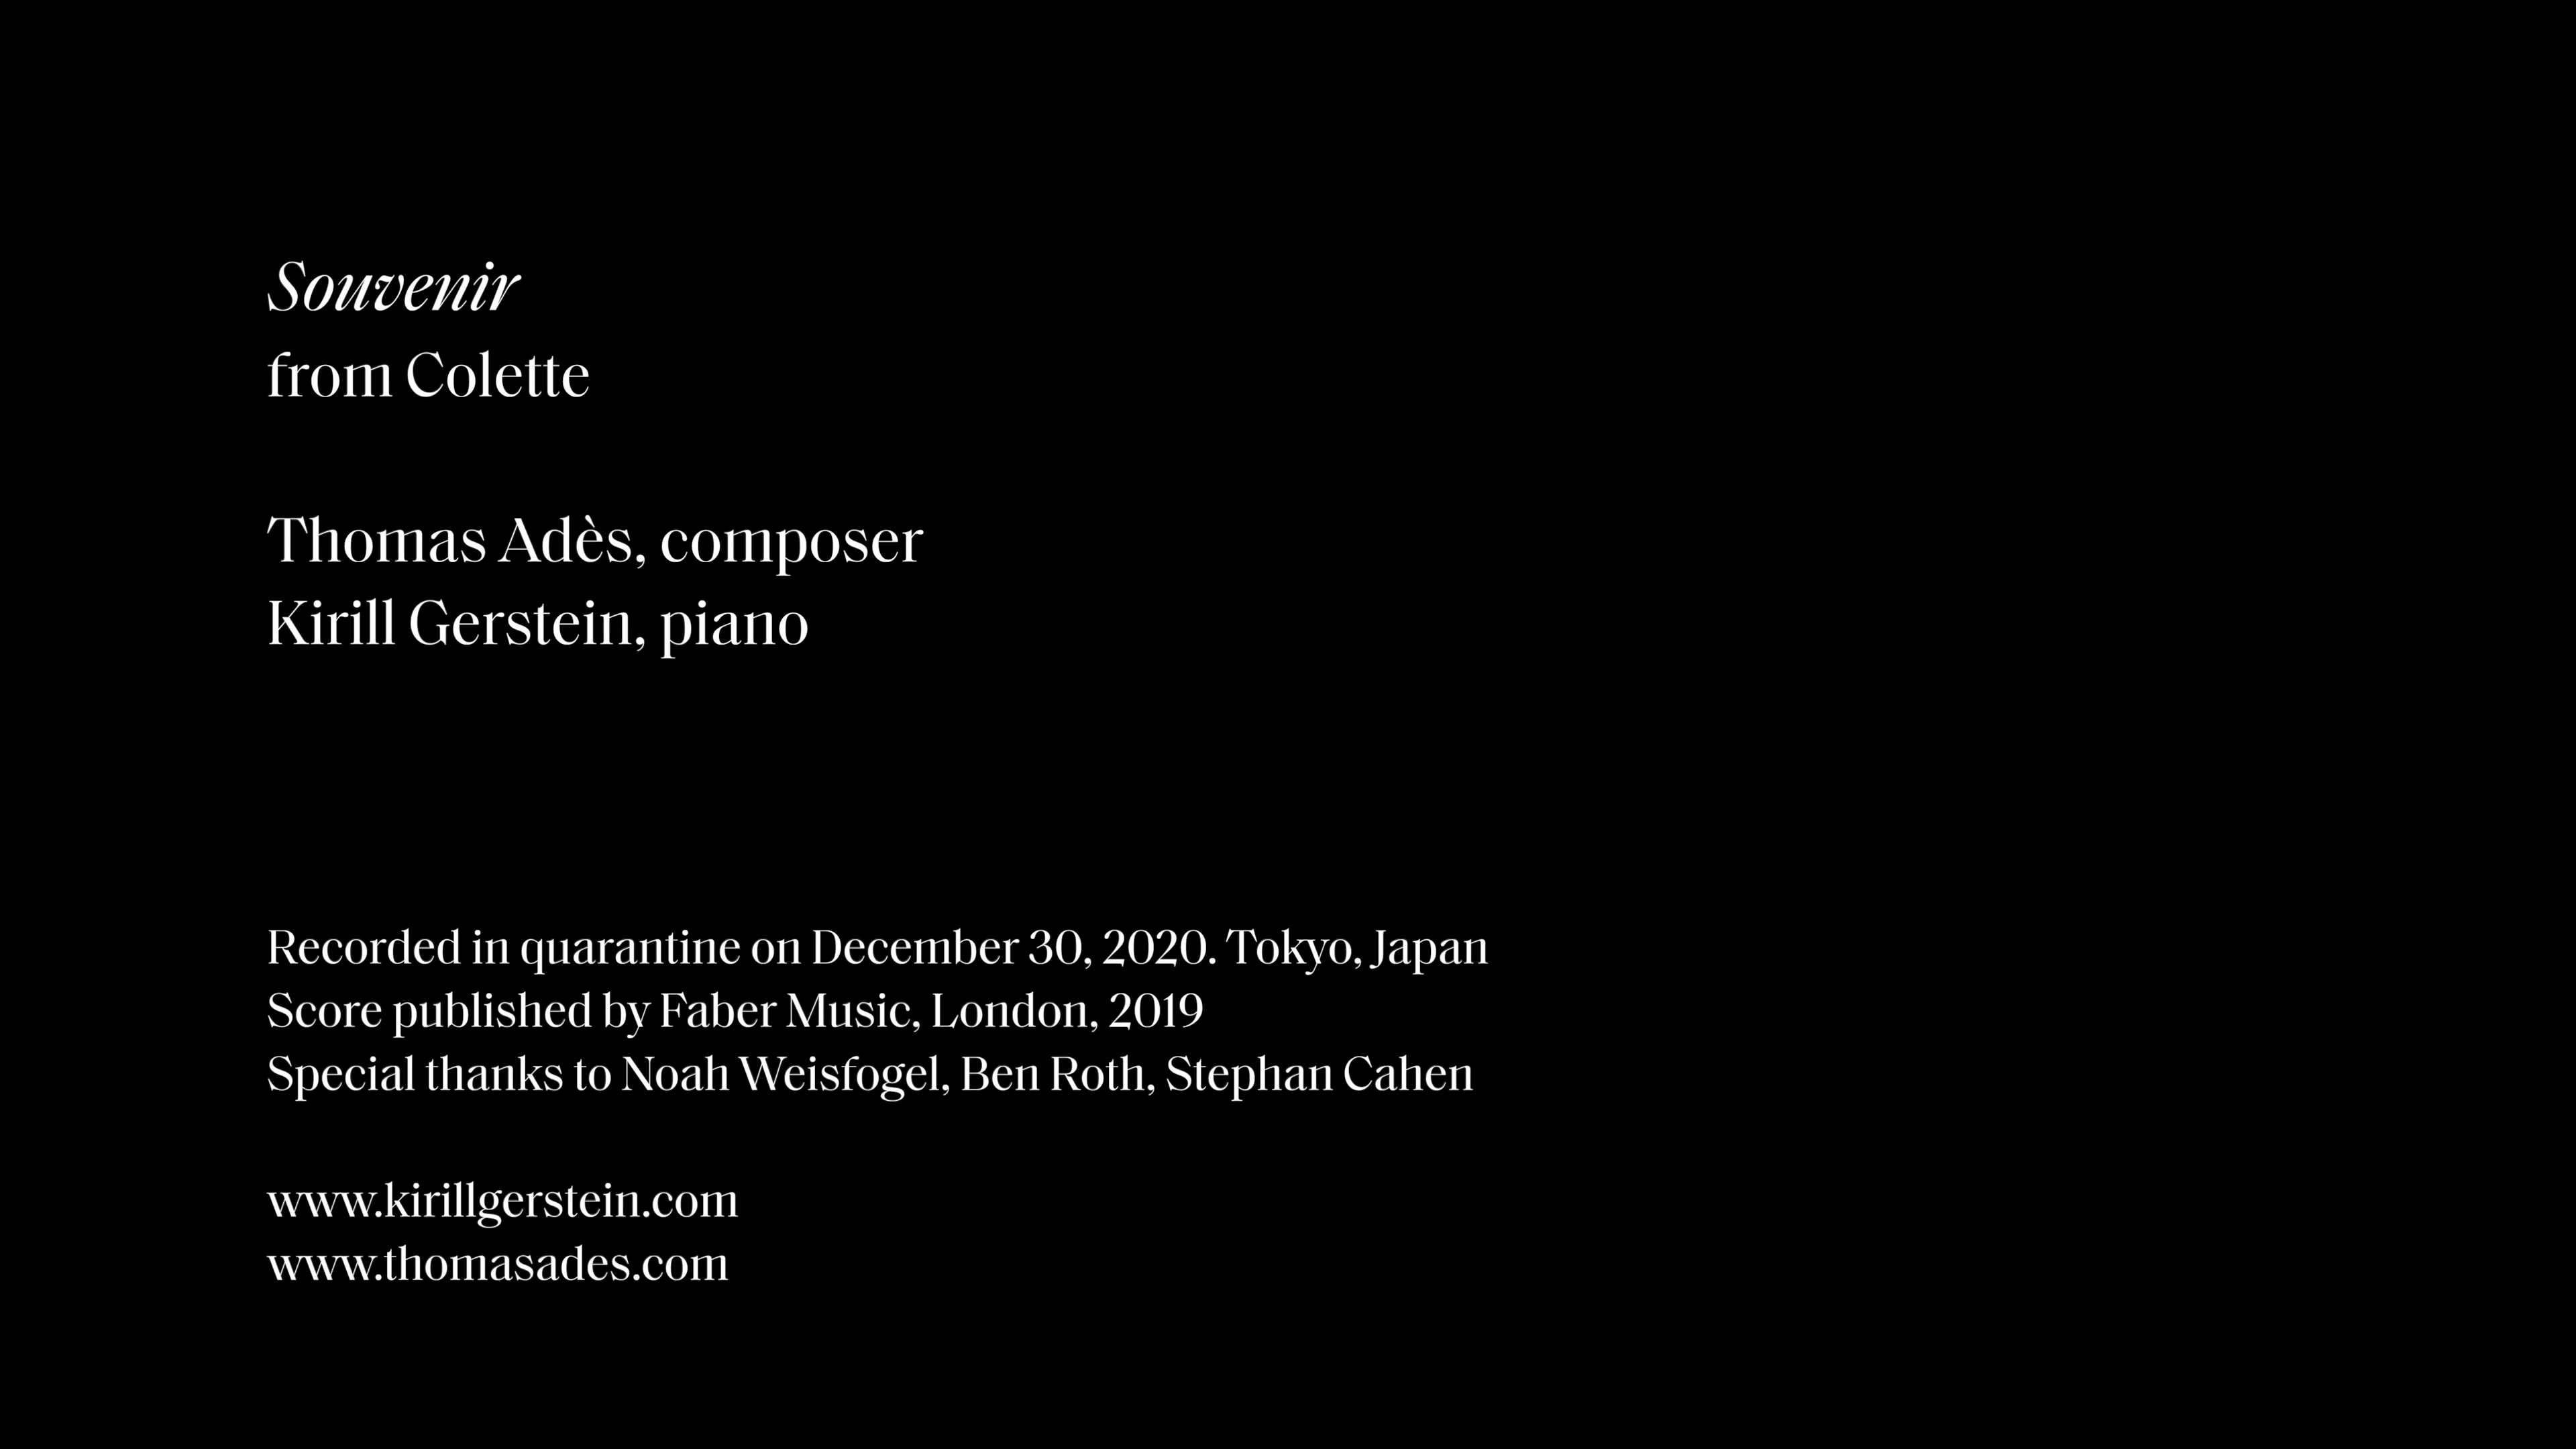 Souvenir
from Colette
Thomas Adès, composer
Kirill Gerstein, piano
Recorded in quarantine on December 30, 2020. Tokyo, Japan
Score published by Faber Music, London, 2019
Special thanks to Noah Weisfogel, Ben Roth, Stephan Cahen
www.kirillgerstein.com
www.thomasades.com